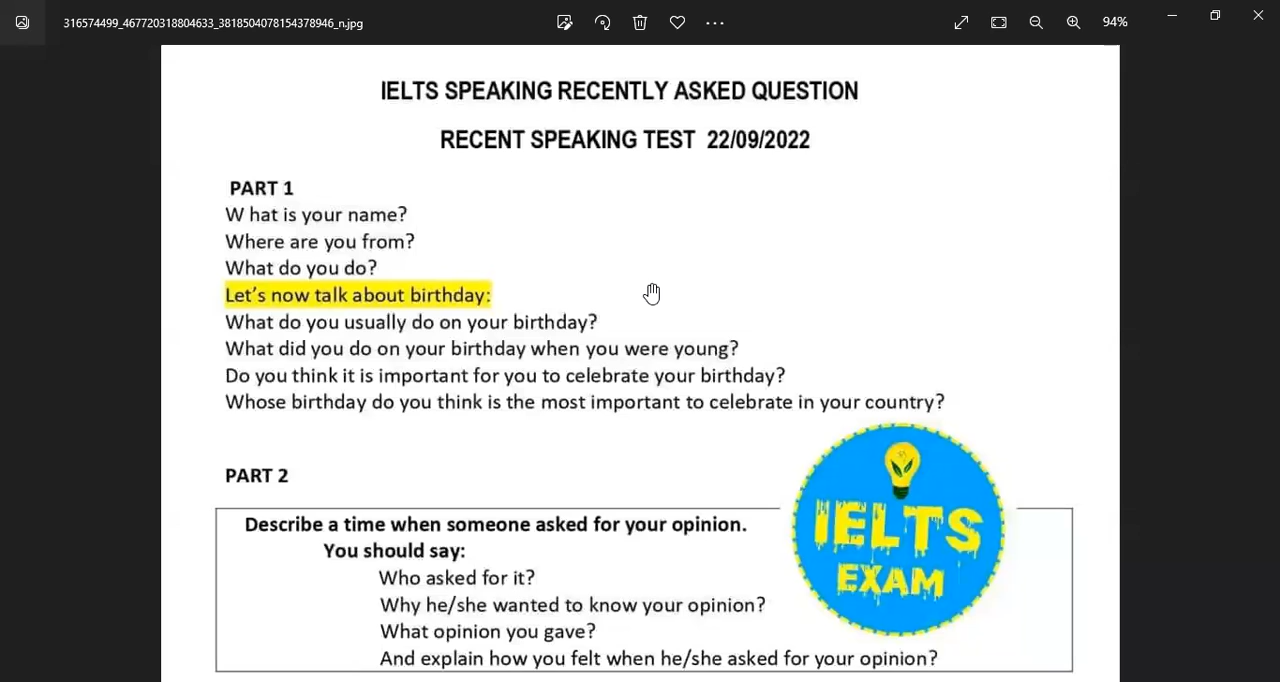 316574499_467720318804633_3818504078154378946_n.jpg
94%
IELTS SPEAKING RECENTLY ASKED QUESTION
RECENT SPEAKING TEST 22/09/2022
PART 1
W hat is your name?
Where are you from?
What do you do?
Let's now talk about birthday:
What do you usually do on your birthday?
What did you do on your birthday when you were young?
Do you think it is important for you to celebrate your birthday?
Whose birthday do you think is the most important to celebrate in your country?
PART 2
Describe a time when someone asked for your opinion.
You should say:
Who asked for it?
Why he/she wanted to know your opinion?
What opinion you gave?
And explain how you felt when he/she asked for your opinion?
IELTS
EXAM